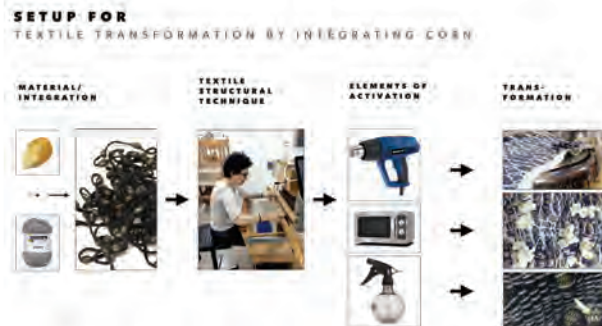 SETUP FOR
TEXTILE TRANSFORMATION BY INTEGRATING CORN
MATERIAL/
INTEGRATION
TEXTILE
STRUCTURAL
TECHNIQUE
ELEMENTS OF
ACTIVATION
TRANS-
FORMATION